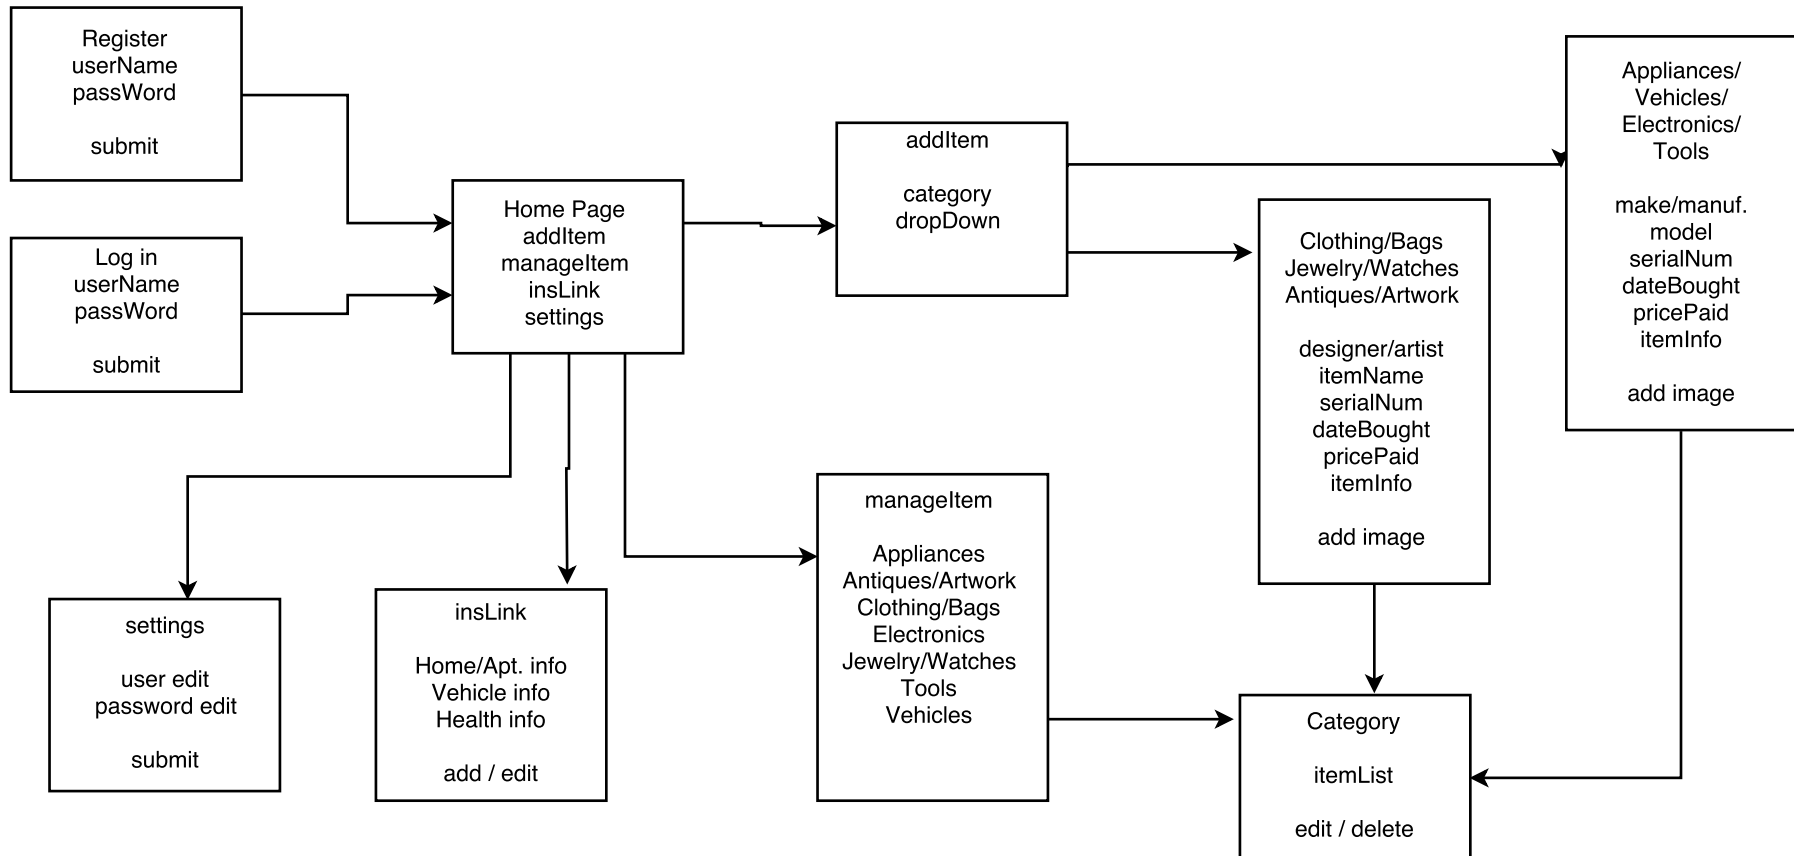 Register
userName
passWord
submit
Log in
userName
passWord
submit
Home Page
addItem
manageItem
insLink
settings
addItem
category
dropDown
Appliances/
Vehicles/
Electronics/
Tools
make/manuf.
model
serialNum
dateBought
pricePaid
itemInfo
add image
Clothing/Bags
Jewelry/Watches
Antiques/Artwork
designer/artist
itemName
serialNum
dateBought
pricePaid
itemInfo
add image
settings
user edit
password edit
submit
insLink
Home/Apt. info
Vehicle info
Health info
add / edit
manageItem
Appliances
Antiques/Artwork
Clothing/Bags
Electronics
Jewelry/Watches
Tools
Vehicles
Category
itemList
edit / delete